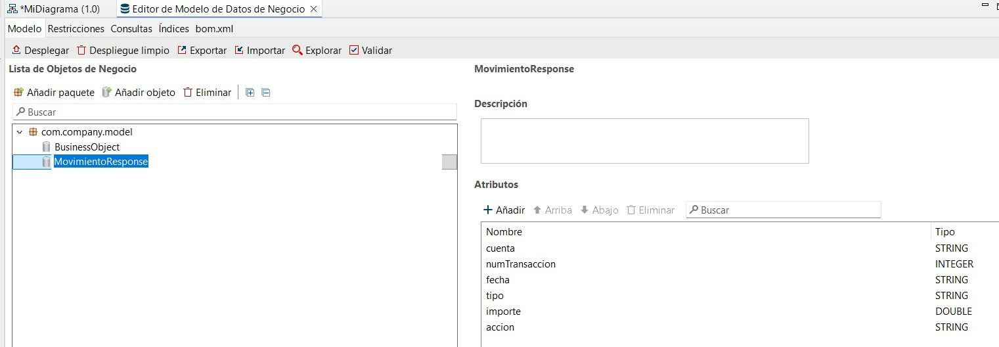 *MiDiagrama (1.0) Editor de Modelo de Datos de Negocio
Modelo Restricciones Consultas Índices bom.xml
Desplegar Despliegue limpio Exportar Importar Explorar Validar
Lista de Objetos de Negocio
Añadir paquete Añadir objeto Eliminar
Buscar
com.company.model
BusinessObject
MovimientoResponse
MovimientoResponse
Descripción
Atributos
Añadir Arriba Abajo Eliminar Buscar
Nombre Tipo
cuenta STRING
numTransaccion INTEGER
fecha STRING
tipo STRING
importe DOUBLE
accion STRING